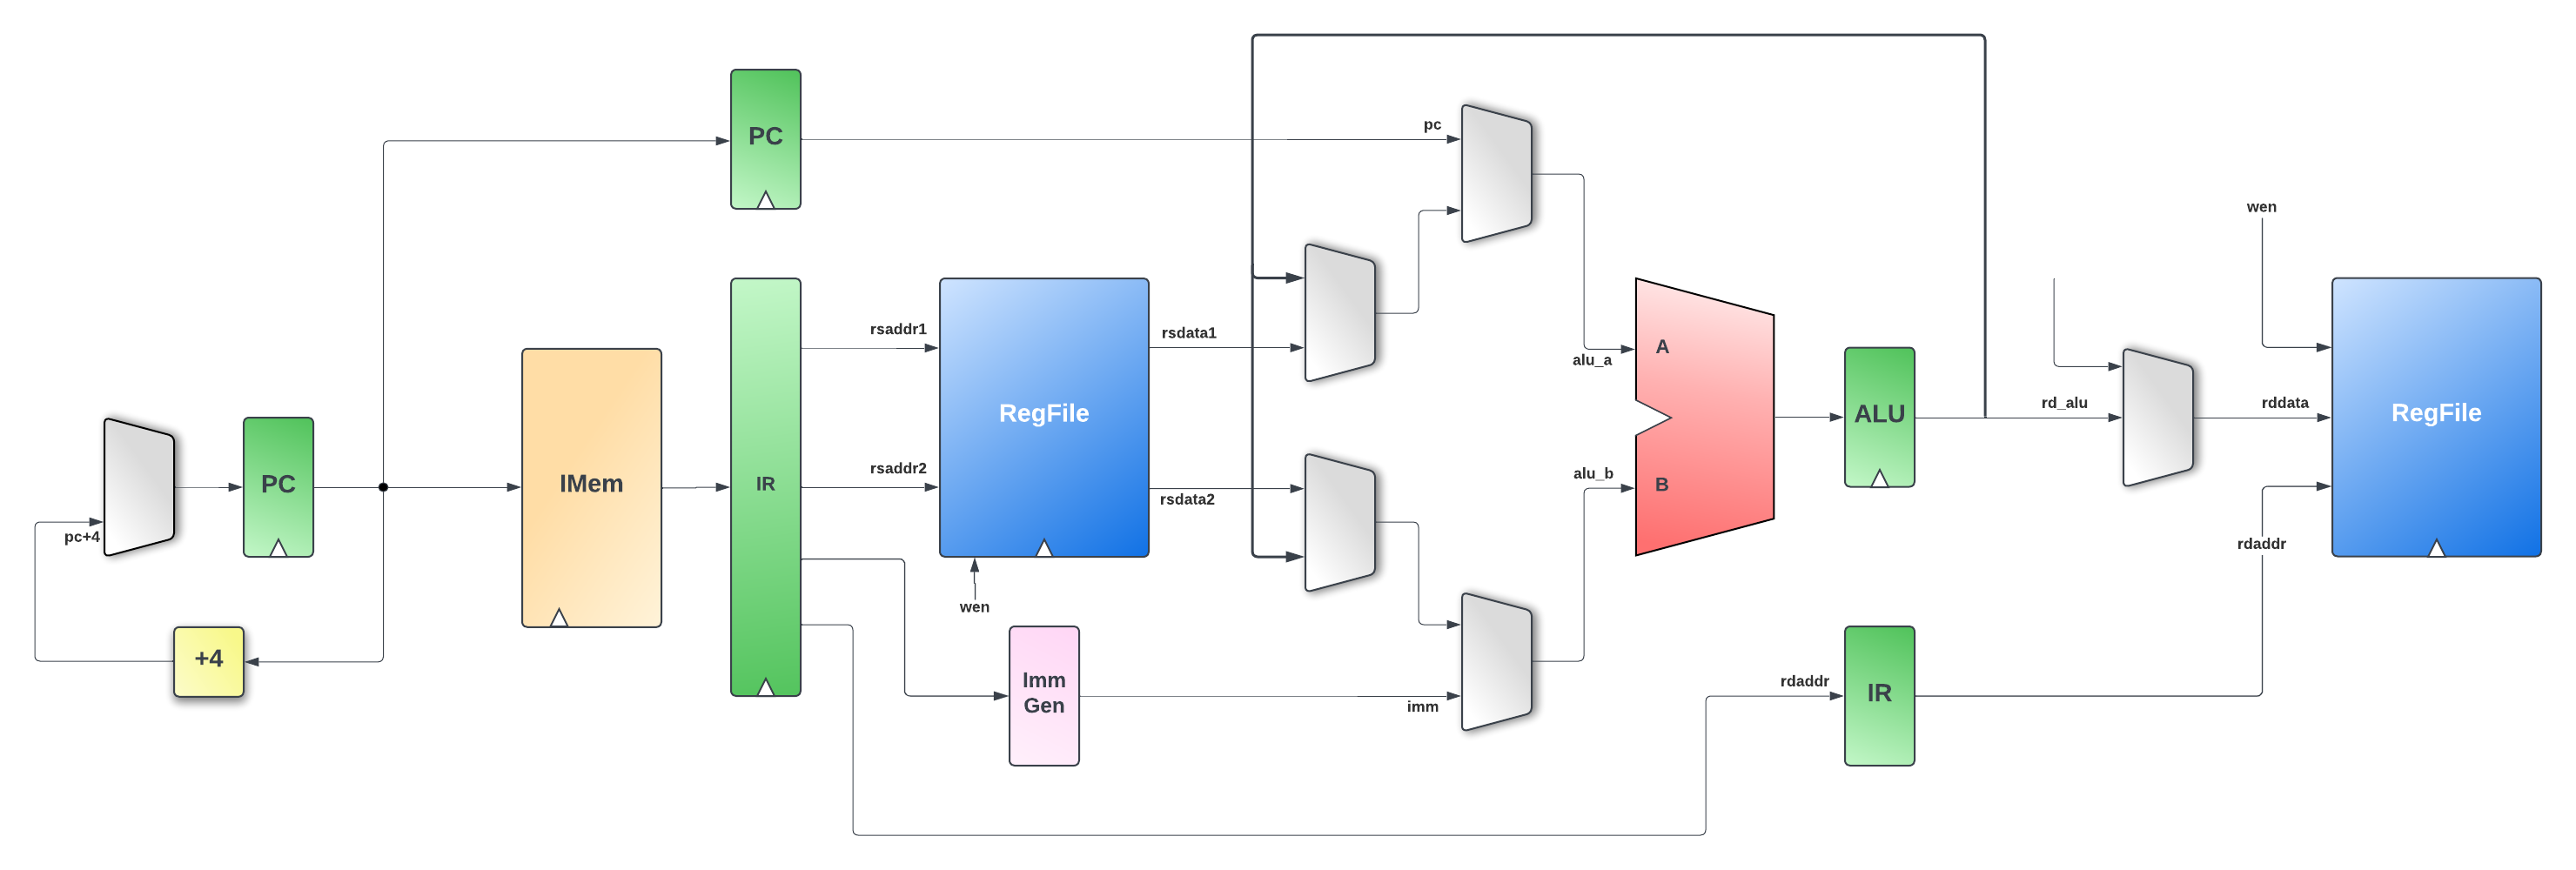 PC
pc
wen
rsaddr1
rsdata1
A
alu_a
ALU
rd_alu
rddata
RegFile
RegFile
PC
IMem
IR
rsaddr2
rsdata2
alu_b
B
pc+4
wen
rdaddr
+4
Imm
Gen
imm
rdaddr
IR